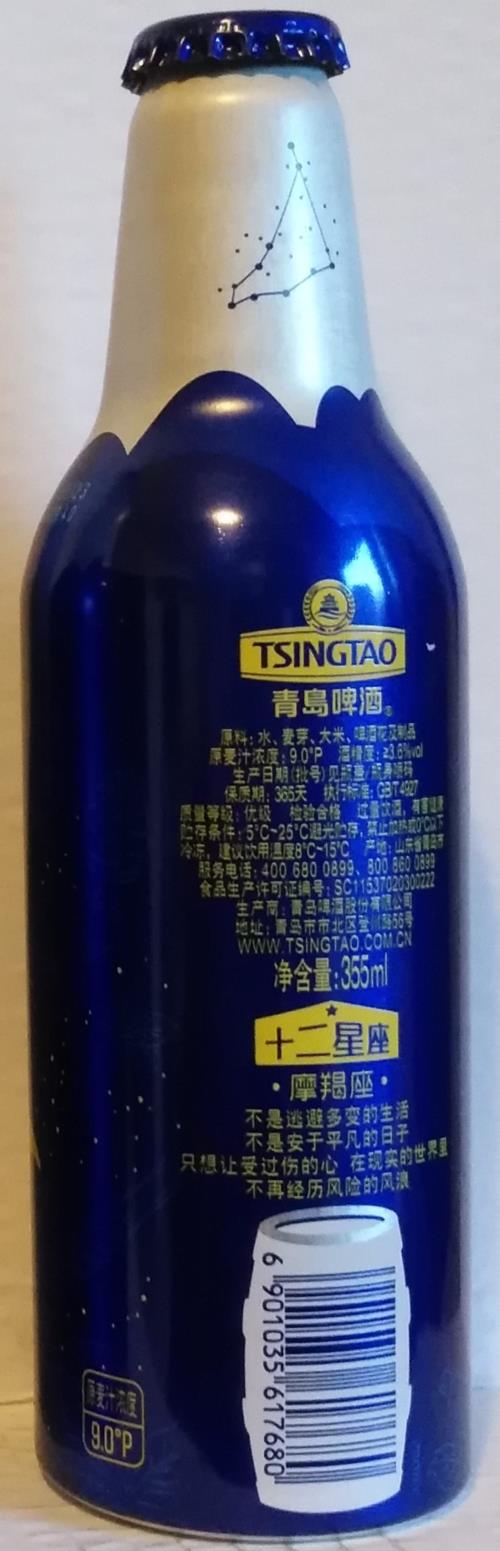 TSINGTAO
青島啤酒®
原料:水、麦芽、大米、啤酒花及制品
原麦汁浓度:9.0°P 酒精度:≥3.6%vol
生产日期(批号)见瓶盖/瓶身喷码
保质期:365天 执行标准:GB/T4927
质量等级:优级 检验合格 过量饮酒,有害健康
贮存条件:5°C~25°C避光贮存,禁止加热或0°C以下
冷冻,建议饮用温度8°C~15°C 产地:山东省青岛市
服务电话:400 680 0899、800 860 0899
食品生产许可证编号:SC11537020300222
生产商:青岛啤酒股份有限公司
地址:青岛市市北区登州路56号
WWW.TSINGTAO.COM.CN
净含量:355ml
十二星座
·摩羯座·
不是逃避多变的生活
不是安于平凡的日子
只想让受过伤的心 在现实的世界里
不再经历风险的风浪
6 901035 617680
原麦汁浓度
9.0°P